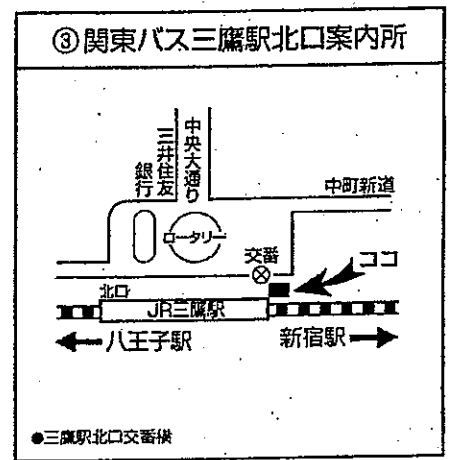 ③関東バス三鷹駅北口案内所
中央大通り
三井住友
銀行
中町新道
ロータリー
交番
ココ
北口
JR三鷹駅
八王子駅
新宿駅
●三鷹駅北口交番横